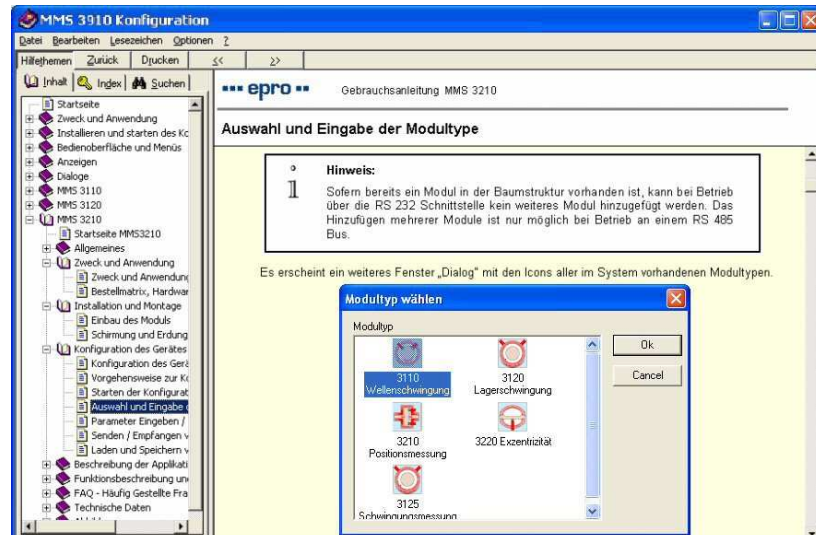 MMS 3910 Konfiguration
Datei Bearbeiten Lesezeichen Optionen ?
Hilfethemen Zurück Drucken << >>
Inhalt Index Suchen
Startseite
Zweck und Anwendung
Installieren und starten des Kc
Bedienoberfläche und Menüs
Anzeigen
Dialoge
MMS 3110
MMS 3120
MMS 3210
Startseite MMS3210
Allgemeines
Zweck und Anwendung
Zweck und Anwendung
Bestellmatrix, Hardwar
Installation und Montage
Einbau des Moduls
Schirmung und Erdung
Konfiguration des Gerätes
Konfiguration des Gerä
Vorgehensweise zur Ko
Starten der Konfigurat
Auswahl und Eingabe d
Parameter Eingeben /
Senden / Empfangen v
Laden und Speichern v
Beschreibung der Applikati
Funktionsbeschreibung un
FAQ - Häufig Gestellte Fra
Technische Daten
epro
Gebrauchsanleitung MMS 3210
Auswahl und Eingabe der Modultype
i
Hinweis:
Sofern bereits ein Modul in der Baumstruktur vorhanden ist, kann bei Betrieb
über die RS 232 Schnittstelle kein weiteres Modul hinzugefügt werden. Das
Hinzufügen mehrerer Module ist nur möglich bei Betrieb an einem RS 485
Bus.
Es erscheint ein weiteres Fenster „Dialog" mit den Icons aller im System vorhandenen Modultypen.
Modultyp wählen
Modultyp
3110
Wellenschwingung
3120
Lagerschwingung
3210
Positionsmessung
3220 Exzentrizität
3125
Schwingungsmessung
Ok
Cancel